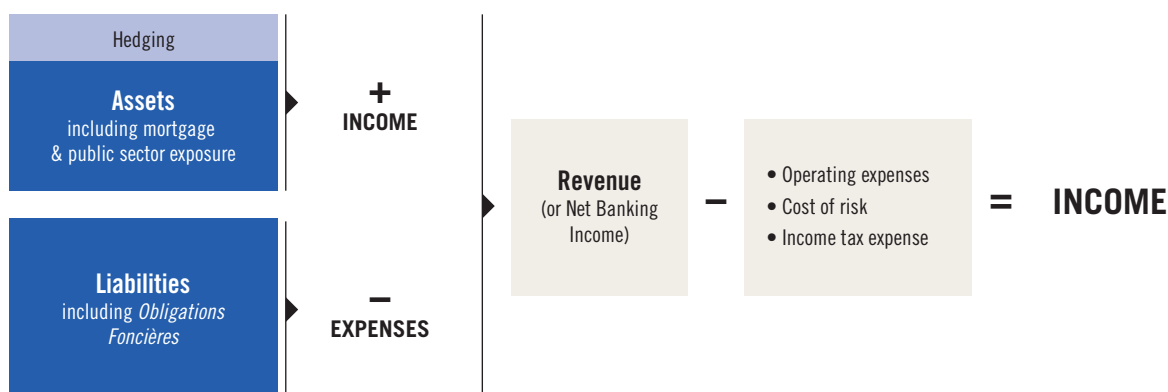 Hedging
Assets
including mortgage
& public sector exposure
+
INCOME
Liabilities
including Obligations
Foncières
–
EXPENSES
Revenue
(or Net Banking
Income)
–
• Operating expenses
• Cost of risk
• Income tax expense
=
INCOME